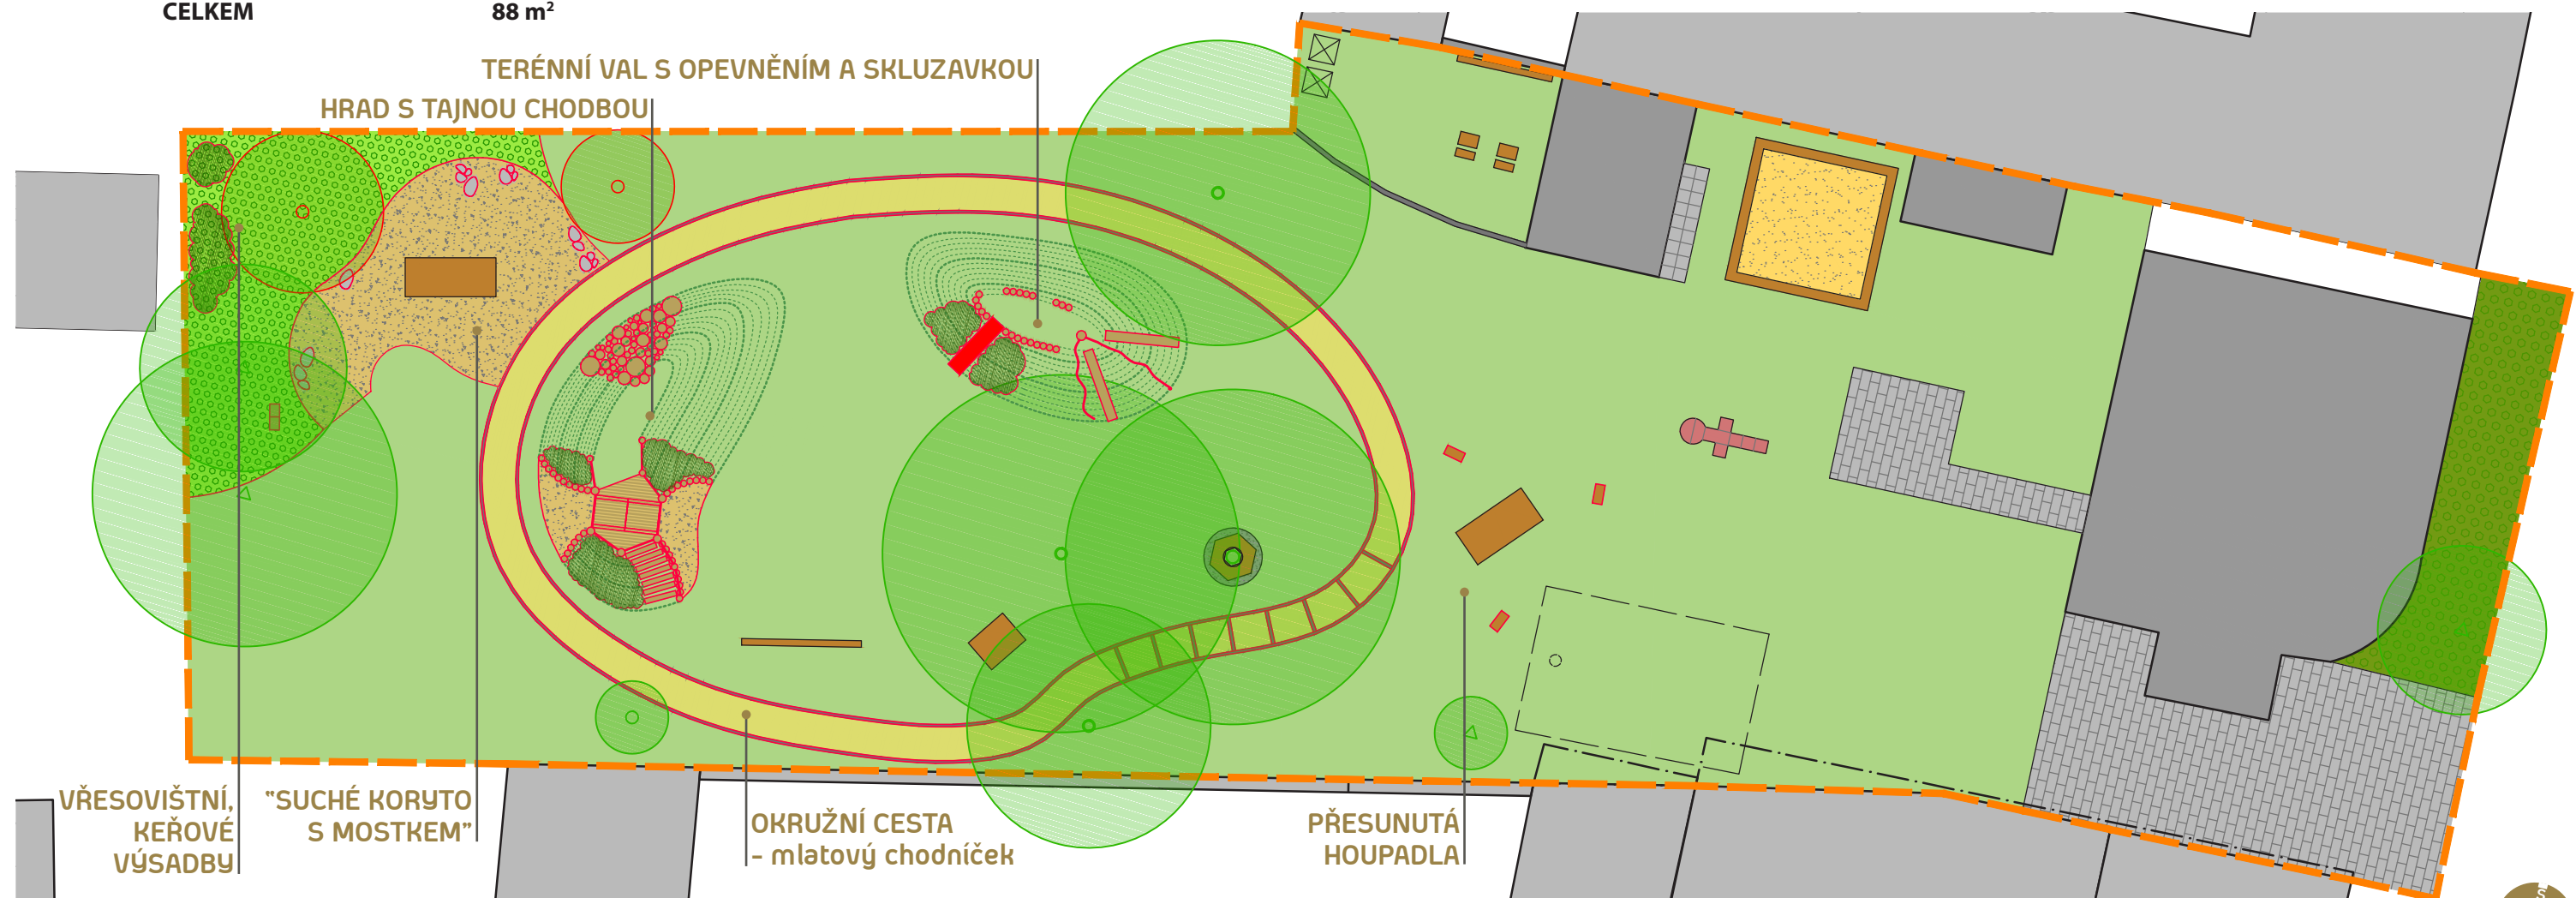 CELKEM 88 m²
TERÉNNÍ VAL S OPEVNĚNÍM A SKLUZAVKOU
HRAD S TAJNOU CHODBOU
VŘESOVIŠTNÍ,
KEŘOVÉ
VÝSADBY
"SUCHÉ KORYTO
S MOSTKEM"
OKRUŽNÍ CESTA
- mlatový chodníček
PŘESUNUTÁ
HOUPADLA